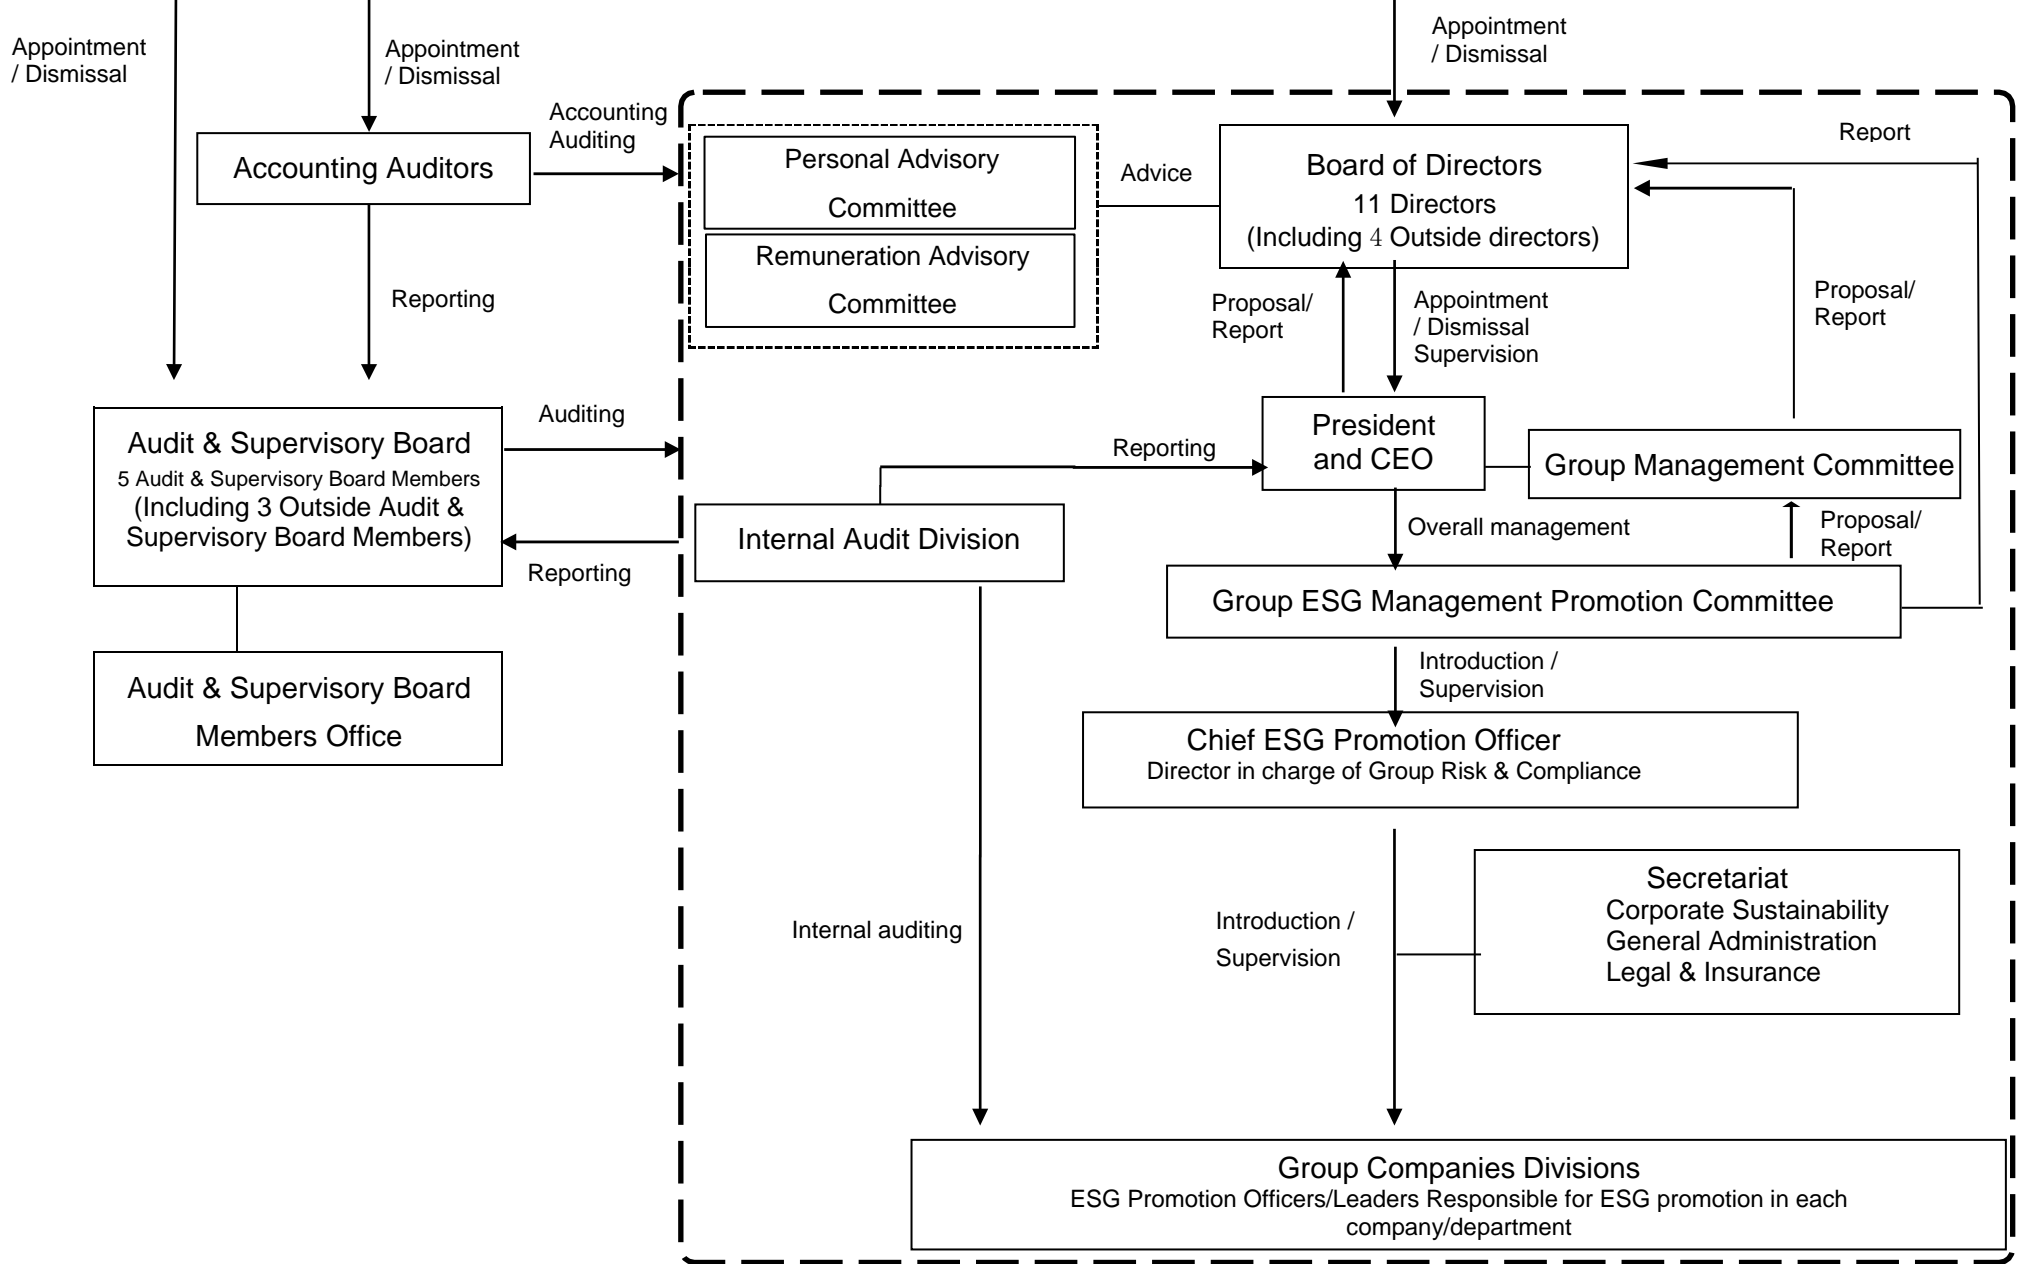 Appointment
/ Dismissal
Appointment
/ Dismissal
Appointment
/ Dismissal
Accounting
Auditing
Report
Accounting Auditors
Personal Advisory
Committee
Remuneration Advisory
Committee
Advice
Board of Directors
11 Directors
(Including 4 Outside directors)
Reporting
Proposal/
Report
Appointment
/ Dismissal
Supervision
Proposal/
Report
Audit & Supervisory Board
5 Audit & Supervisory Board Members
(Including 3 Outside Audit &
Supervisory Board Members)
Auditing
Reporting
Reporting
President
and CEO
Group Management Committee
Internal Audit Division
Overall management
Proposal/
Report
Group ESG Management Promotion Committee
Audit & Supervisory Board
Members Office
Introduction /
Supervision
Chief ESG Promotion Officer
Director in charge of Group Risk & Compliance
Internal auditing
Introduction /
Supervision
Secretariat
Corporate Sustainability
General Administration
Legal & Insurance
Group Companies Divisions
ESG Promotion Officers/Leaders Responsible for ESG promotion in each
company/department